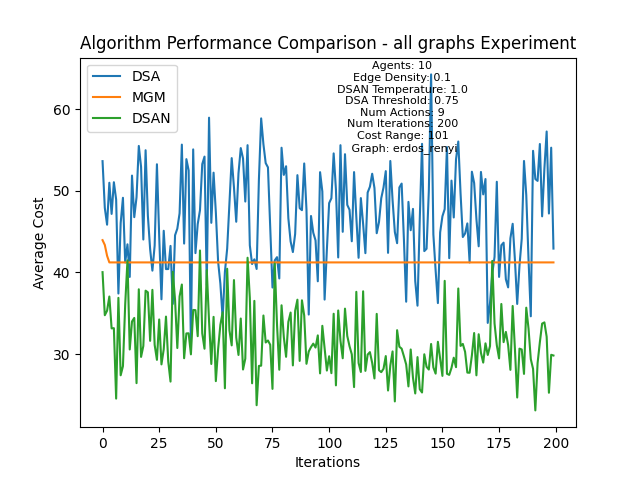 Algorithm Performance Comparison - all graphs Experiment
DSA
MGM
DSAN
Agents: 10
Edge Density: 0.1
DSAN Temperature: 1.0
DSA Threshold: 0.75
Num Actions: 9
Num Iterations: 200
Cost Range: 101
Graph: erdos_renyi
Average Cost
60
50
40
30
0
25
50
75
100
125
150
175
200
Iterations